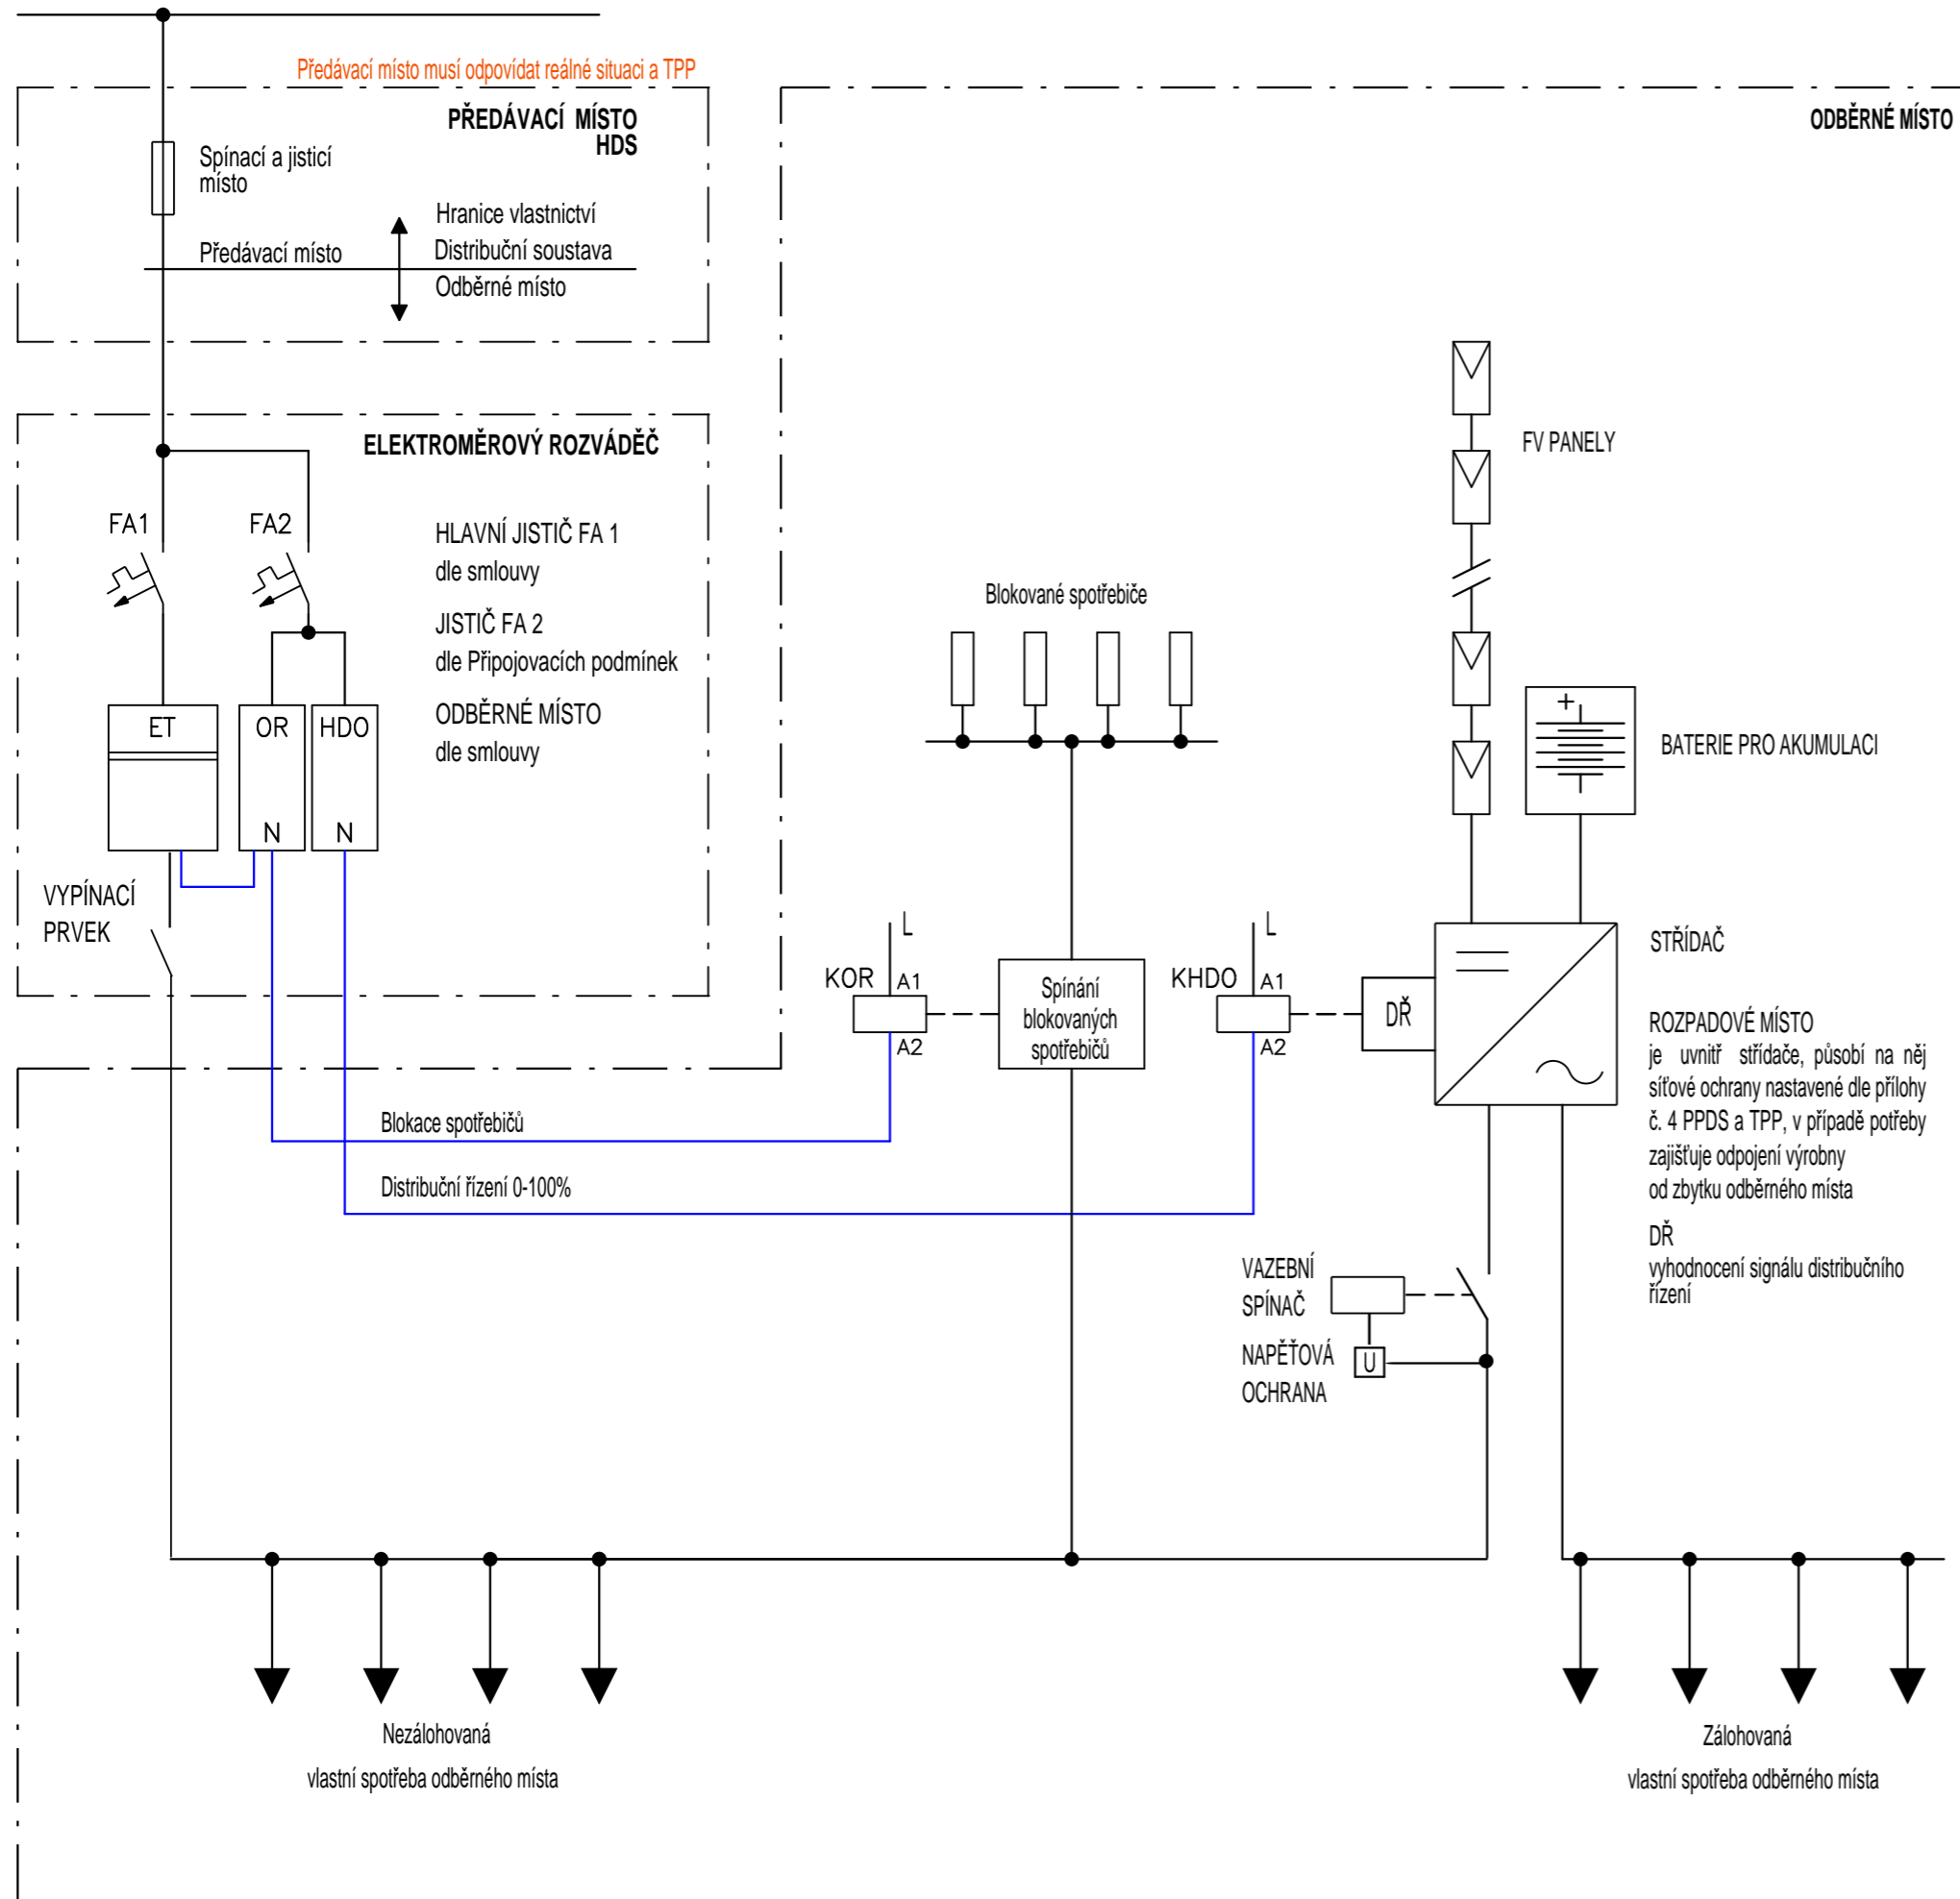 Předávací místo musí odpovídat reálné situaci a TPP
PŘEDÁVACÍ MÍSTO
HDS
Spínací a jisticí
místo
Hranice vlastnictví
Předávací místo
Distribuční soustava
Odběrné místo
ODBĚRNÉ MÍSTO
ELEKTROMĚROVÝ ROZVÁDĚČ
FA1
FA2
HLAVNÍ JISTIČ FA 1
dle smlouvy
JISTIČ FA 2
dle Připojovacích podmínek
ODBĚRNÉ MÍSTO
dle smlouvy
ET
OR
HDO
N
N
VYPÍNACÍ
PRVEK
FV PANELY
Blokované spotřebiče
+
BATERIE PRO AKUMULACI
L
KOR
A1
A2
Spínání
blokovaných
spotřebičů
L
KHDO
A1
A2
DŘ
STŘÍDAČ
ROZPADOVÉ MÍSTO
je uvnitř střídače, působí na něj
síťové ochrany nastavené dle přílohy
č. 4 PPDS a TPP, v případě potřeby
zajišťuje odpojení výrobny
od zbytku odběrného místa
DŘ
vyhodnocení signálu distribučního
řízení
Blokace spotřebičů
Distribuční řízení 0-100%
VAZEBNÍ
SPÍNAČ
NAPĚŤOVÁ
OCHRANA
U
Nezálohovaná
vlastní spotřeba odběrného místa
Zálohovaná
vlastní spotřeba odběrného místa